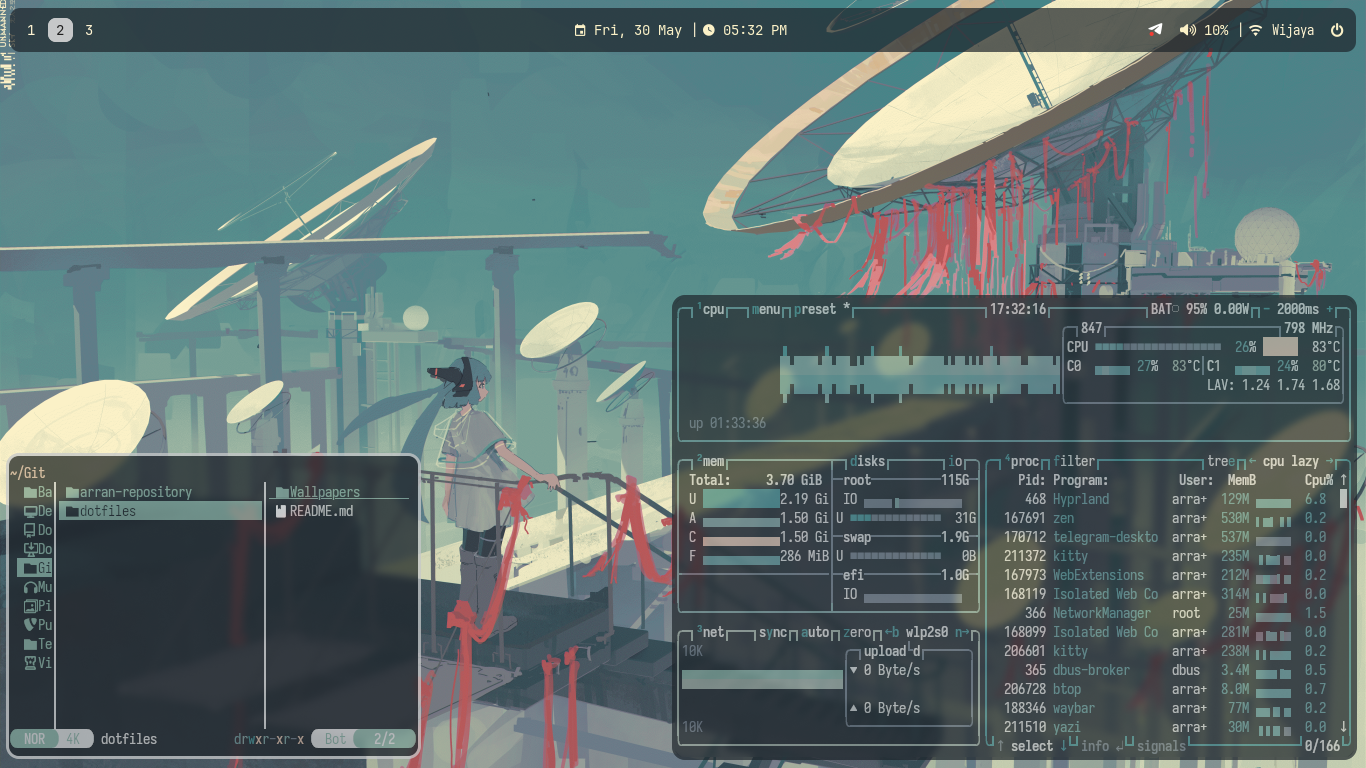 1 2 3
Fri, 30 May | 05:32 PM
10% | Wijaya
~/Git
Ba arran-repository Wallpapers
De dotfiles README.md
Do
Do
Gi
Mu
Pi
Pu
Te
Vi
NOR 4K dotfiles drwxr-xr-x Bot 2/2
1cpu menu preset * 17:32:16 BAT 95% 0.00W - 2000ms +
847 798 MHz
CPU 26% 83°C
C0 27% 83°C C1 24% 80°C
LAV: 1.24 1.74 1.68
up 01:33:36
2mem disks io
Total: 3.70 GiB root 115G
U 2.19 Gi IO
A 1.50 Gi U 31G
C 1.50 Gi swap 1.9G
F 286 MiB U 0B
efi 1.0G
IO
3net sync auto zero ←b wlp2s0 n→
10K upload d
▼ 0 Byte/s
▲ 0 Byte/s
10K
4proc filter tree ← cpu lazy →
Pid: Program: User: MemB Cpu% ↑
468 Hyprland arra+ 129M 6.8
167691 zen arra+ 530M 0.2
170712 telegram-deskto arra+ 537M 0.0
211372 kitty arra+ 235M 0.0
167973 WebExtensions arra+ 212M 0.2
168119 Isolated Web Co arra+ 314M 0.0
366 NetworkManager root 25M 1.5
168099 Isolated Web Co arra+ 281M 0.0
206601 kitty arra+ 238M 0.2
365 dbus-broker dbus 3.4M 0.5
206728 btop arra+ 8.0M 0.7
188346 waybar arra+ 77M 0.2
211510 yazi arra+ 30M 0.0 ↓
↑ select ↓ info ↵ signals 0/166